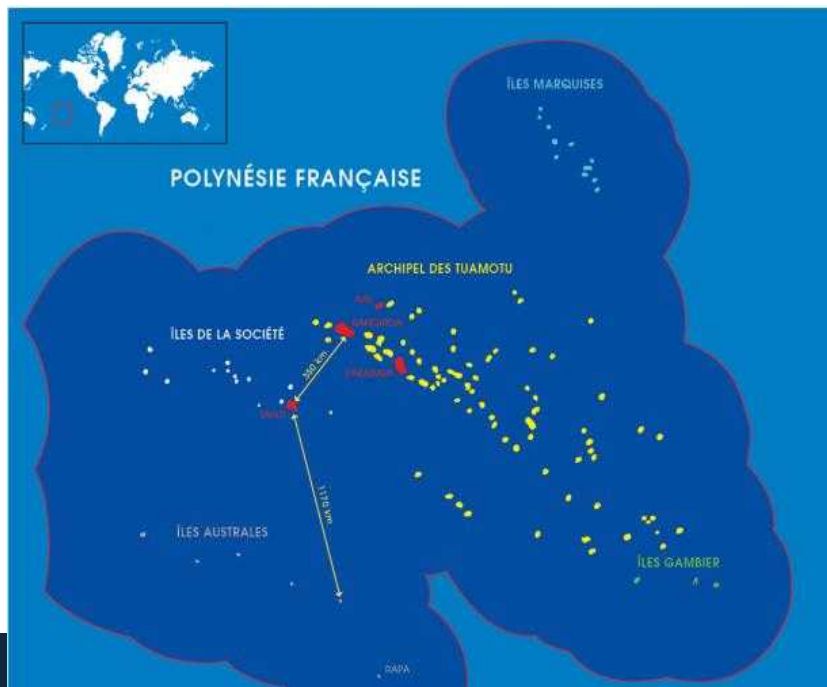 ÎLES MARQUISES
POLYNÉSIE FRANÇAISE
ARCHIPEL DES TUAMOTU
RANGIROA
ÎLES DE LA SOCIÉTÉ
350 km
TAHITI
1170 km
ÎLES AUSTRALES
ÎLES GAMBIER
RAPA